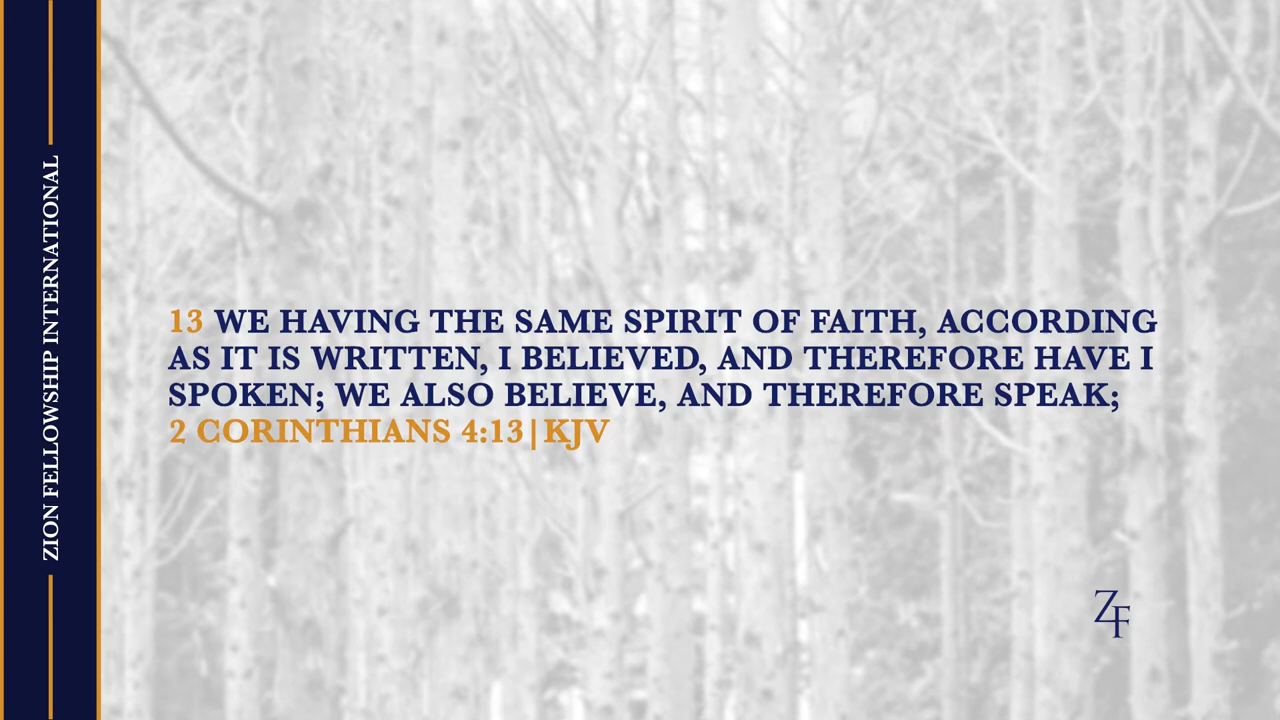 ZION FELLOWSHIP INTERNATIONAL
13 WE HAVING THE SAME SPIRIT OF FAITH, ACCORDING
AS IT IS WRITTEN, I BELIEVED, AND THEREFORE HAVE I
SPOKEN; WE ALSO BELIEVE, AND THEREFORE SPEAK;
2 CORINTHIANS 4:13|KJV
ZF